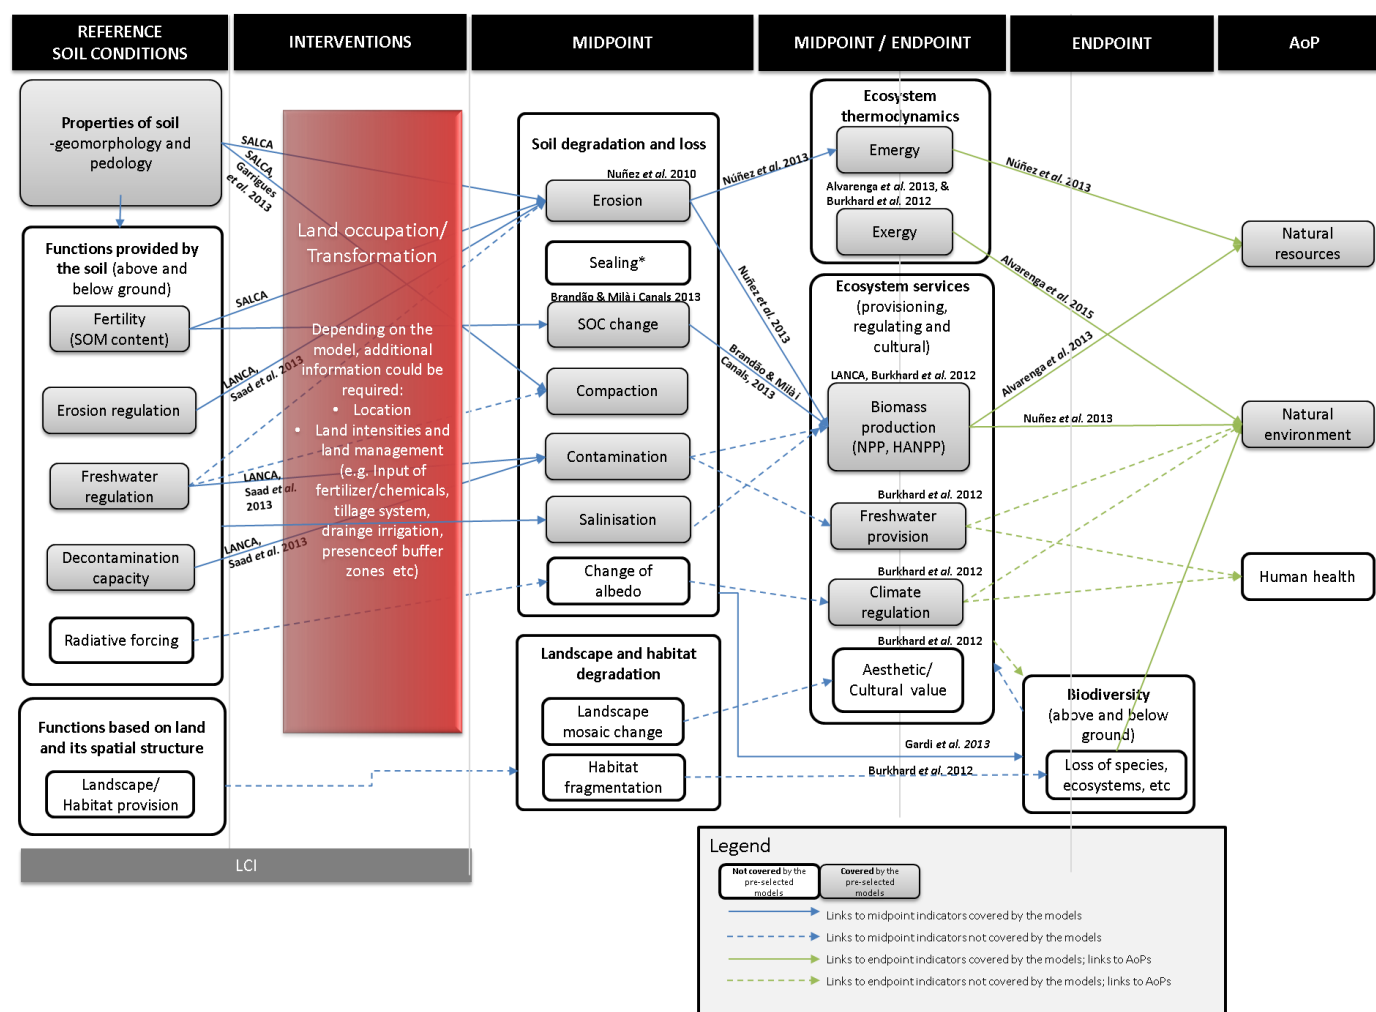 REFERENCE
SOIL CONDITIONS
INTERVENTIONS
MIDPOINT
MIDPOINT / ENDPOINT
ENDPOINT
AoP
Properties of soil
-geomorphology and
pedology
Functions provided by
the soil (above and
below ground)
Fertility
(SOM content)
Erosion regulation
Freshwater
regulation
Decontamination
capacity
Radiative forcing
Functions based on land
and its spatial structure
Landscape/
Habitat provision
LCI
SALCA
SALCA,
Garrigues
et al. 2013
SALCA
LANCA,
Saad et al. 2013
LANCA,
Saad et al.
2013
LANCA,
Saad et al. 2013
Land occupation/
Transformation
Depending on the
model, additional
information could be
required:
• Location
• Land intensities and
land management
(e.g. Input of
fertilizer/chemicals,
tillage system,
drainge irrigation,
presenceof buffer
zones etc)
Soil degradation and loss
Nuñez et al. 2010
Erosion
Sealing*
Brandão & Milà i Canals 2013
SOC change
Compaction
Contamination
Salinisation
Change of
albedo
Landscape and habitat
degradation
Landscape
mosaic change
Habitat
fragmentation
Núñez et al. 2013
Nuñez et al. 2013
Brandão & Milà i
Canals, 2013
Ecosystem
thermodynamics
Emergy
Alvarenga et al. 2013, &
Burkhard et al. 2012
Exergy
Ecosystem services
(provisioning,
regulating and
cultural)
LANCA, Burkhard et al. 2012
Biomass
production
(NPP, HANPP)
Burkhard et al. 2012
Freshwater
provision
Burkhard et al. 2012
Climate
regulation
Burkhard et al. 2012
Aesthetic/
Cultural value
Gardi et al. 2013
Burkhard et al. 2012
Núñez et al. 2013
Alvarenga et al. 2015
Alvarenga et al. 2013
Nuñez et al. 2013
Biodiversity
(above and below
ground)
Loss of species,
ecosystems, etc
Natural
resources
Natural
environment
Human health
Legend
Not covered by the
pre-selected
models
Covered by the
pre-selected
models
Links to midpoint indicators covered by the models
Links to midpoint indicators not covered by the models
Links to endpoint indicators covered by the models; links to AoPs
Links to endpoint indicators not covered by the models; links to AoPs